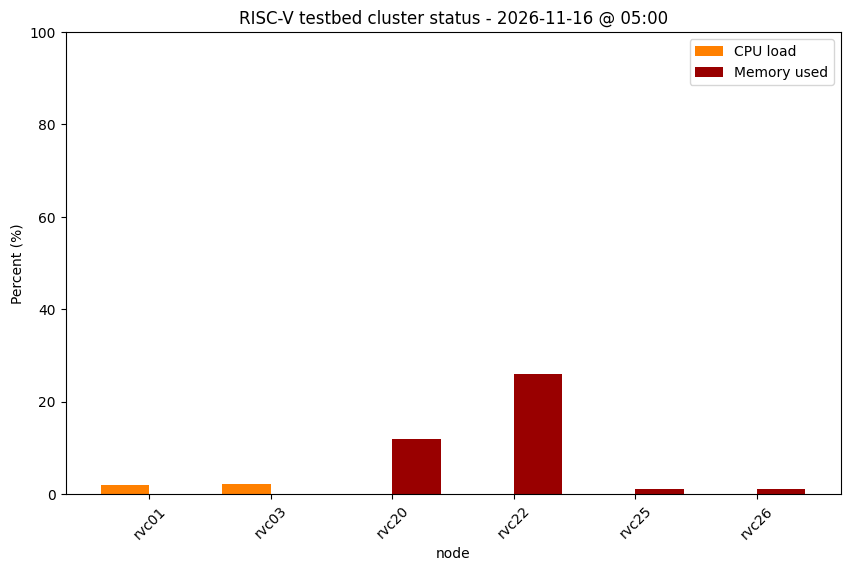 RISC-V testbed cluster status - 2026-11-16 @ 05:00
CPU load
Memory used
Percent (%)
100
80
60
40
20
0
rvc01
rvc03
rvc20
rvc22
rvc25
rvc26
node